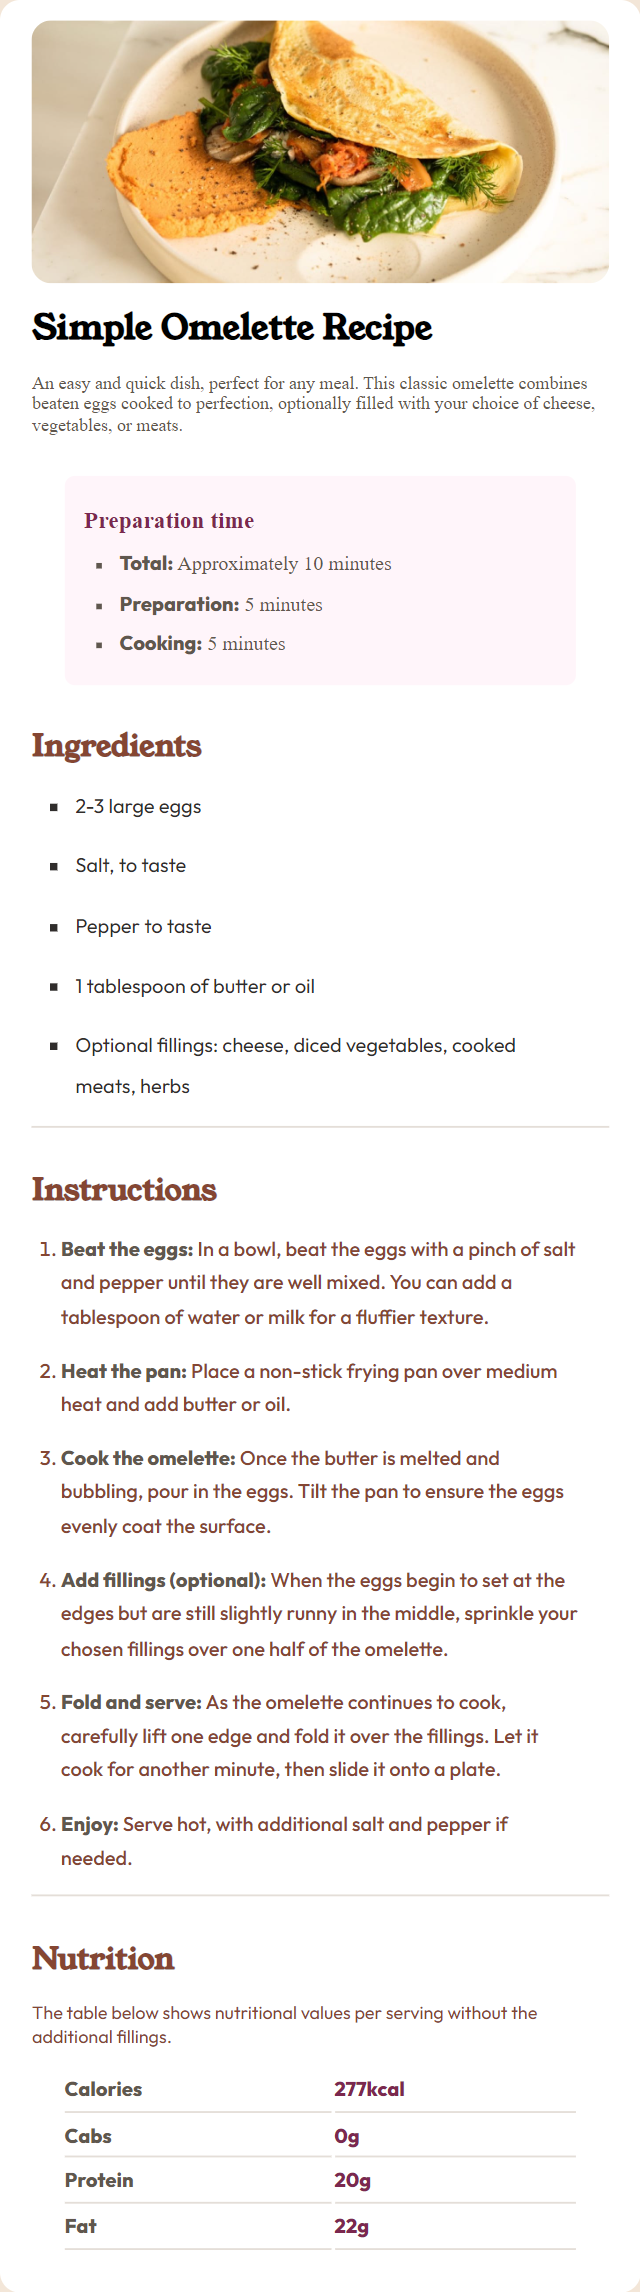 Simple Omelette Recipe
An easy and quick dish, perfect for any meal. This classic omelette combines
beaten eggs cooked to perfection, optionally filled with your choice of cheese,
vegetables, or meats.
Preparation time
▪ Total: Approximately 10 minutes
▪ Preparation: 5 minutes
▪ Cooking: 5 minutes
Ingredients
▪ 2-3 large eggs
▪ Salt, to taste
▪ Pepper to taste
▪ 1 tablespoon of butter or oil
▪ Optional fillings: cheese, diced vegetables, cooked
meats, herbs
Instructions
1. Beat the eggs: In a bowl, beat the eggs with a pinch of salt
and pepper until they are well mixed. You can add a
tablespoon of water or milk for a fluffier texture.
2. Heat the pan: Place a non-stick frying pan over medium
heat and add butter or oil.
3. Cook the omelette: Once the butter is melted and
bubbling, pour in the eggs. Tilt the pan to ensure the eggs
evenly coat the surface.
4. Add fillings (optional): When the eggs begin to set at the
edges but are still slightly runny in the middle, sprinkle your
chosen fillings over one half of the omelette.
5. Fold and serve: As the omelette continues to cook,
carefully lift one edge and fold it over the fillings. Let it
cook for another minute, then slide it onto a plate.
6. Enjoy: Serve hot, with additional salt and pepper if
needed.
Nutrition
The table below shows nutritional values per serving without the
additional fillings.
Calories 277kcal
Cabs 0g
Protein 20g
Fat 22g